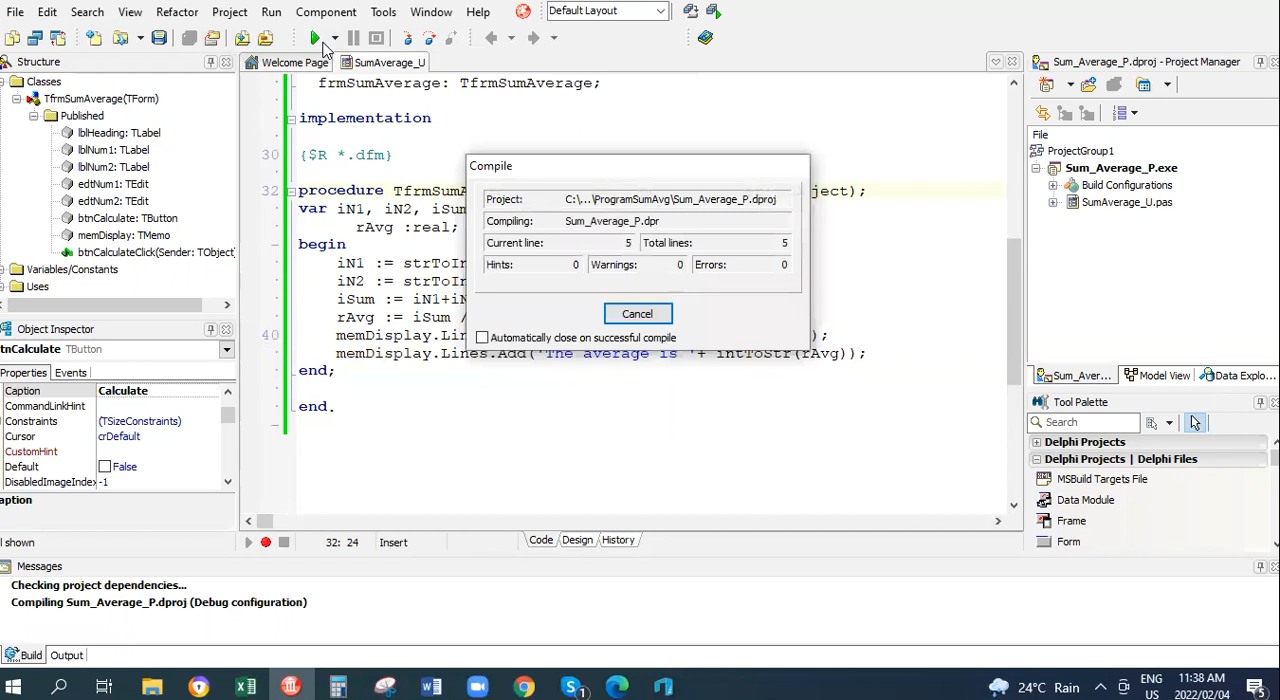 File Edit Search View Refactor Project Run Component Tools Window Help Default Layout
Structure
Welcome Page SumAverage_U
Sum_Average_P.dproj - Project Manager
Classes
TfrmSumAverage(TForm)
Published
lblHeading: TLabel
lblNum1: TLabel
lblNum2: TLabel
edtNum1: TEdit
edtNum2: TEdit
btnCalculate: TButton
memDisplay: TMemo
btnCalculateClick(Sender: TObject)
Variables/Constants
Uses
Object Inspector
tnCalculate TButton
Properties Events
Caption Calculate
CommandLinkHint
Constraints (TSizeConstraints)
Cursor crDefault
CustomHint
Default False
DisabledImageIndex -1
aption
l shown
frmSumAverage: TfrmSumAverage;
implementation
30 {$R *.dfm}
32 procedure TfrmSumA ject);
var iN1, iN2, iSum
rAvg :real;
begin
iN1 := strToIn
iN2 := strToIn
iSum := iN1+iN
rAvg := iSum /
40 memDisplay.Lin );
memDisplay.Lines.Add('The average is '+ intToStr(rAvg));
end;
end.
Compile
Project: C:\...\ProgramSumAvg\Sum_Average_P.dproj
Compiling: Sum_Average_P.dpr
Current line: 5 Total lines: 5
Hints: 0 Warnings: 0 Errors: 0
Cancel
Automatically close on successful compile
32: 24 Insert Code Design History
File
ProjectGroup1
Sum_Average_P.exe
Build Configurations
SumAverage_U.pas
Sum_Aver... Model View Data Explo...
Tool Palette
Search
Delphi Projects
Delphi Projects | Delphi Files
MSBuild Targets File
Data Module
Frame
Form
Messages
Checking project dependencies...
Compiling Sum_Average_P.dproj (Debug configuration)
Build Output
1
24°C Rain
ENG
11:38 AM
2022/02/04
5